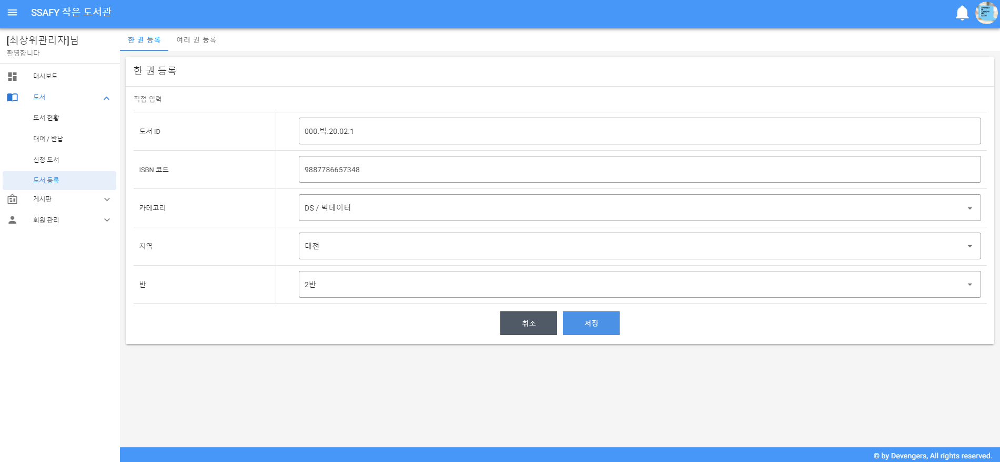 SSAFY 작은 도서관
[최상위관리자]님
환영합니다
대시보드
도서
도서 현황
대여 / 반납
신청 도서
도서 등록
게시판
회원 관리
한 권 등록
여러 권 등록
한 권 등록
직접 입력
도서 ID
000.빅.20.02.1
ISBN 코드
9887786657348
카테고리
DS / 빅데이터
지역
대전
반
2반
취소
저장
© by Devengers, All rights reserved.